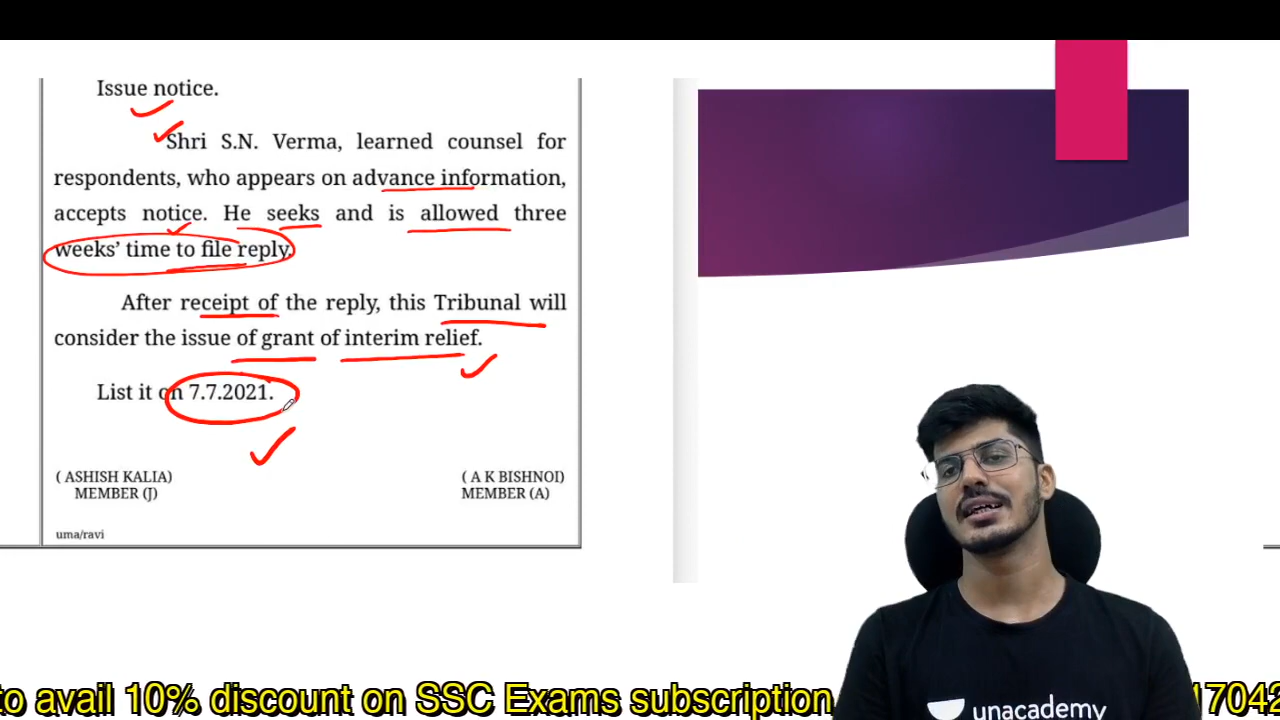 Issue notice.
Shri S.N. Verma, learned counsel for
respondents, who appears on advance information,
accepts notice. He seeks and is allowed three
weeks' time to file reply.
After receipt of the reply, this Tribunal will
consider the issue of grant of interim relief.
List it on 7.7.2021.
( ASHISH KALIA) ( A K BISHNOI)
MEMBER (J) MEMBER (A)
uma/ravi
unacademy
to avail 10% discount on SSC Exams subscription 17042